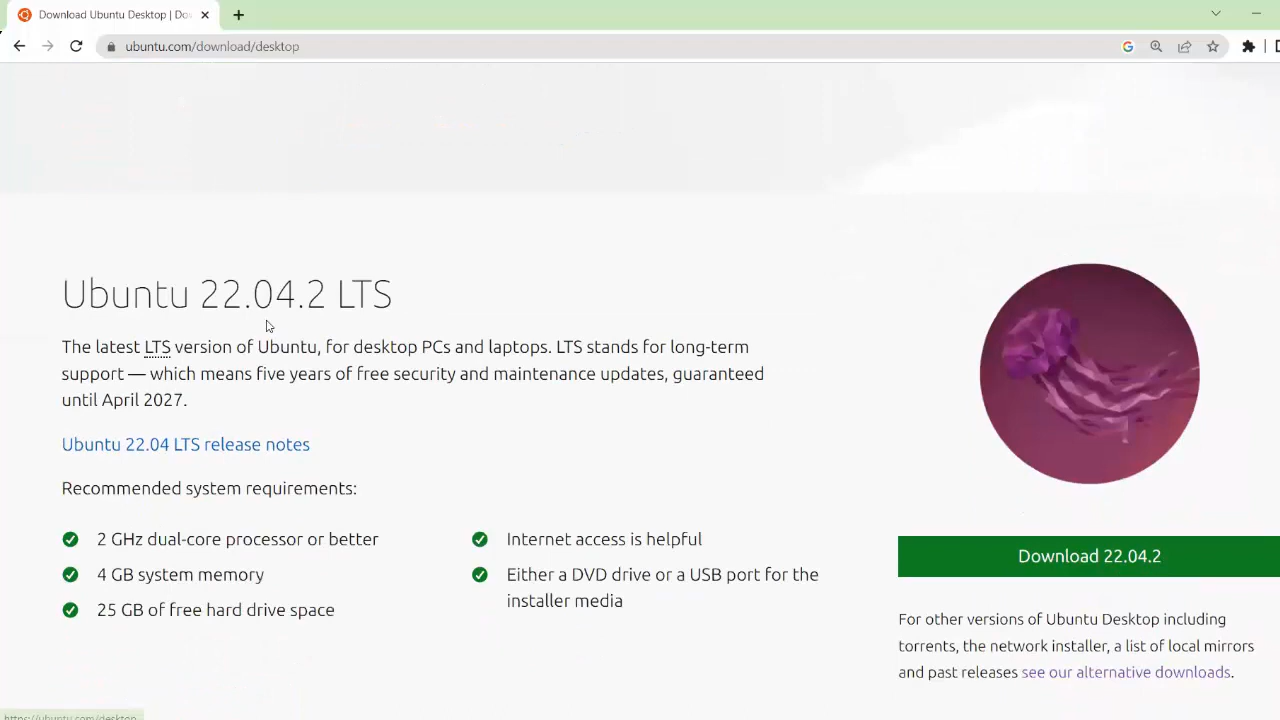 Download Ubuntu Desktop | Do
ubuntu.com/download/desktop
Ubuntu 22.04.2 LTS
The latest LTS version of Ubuntu, for desktop PCs and laptops. LTS stands for long-term
support — which means five years of free security and maintenance updates, guaranteed
until April 2027.
Ubuntu 22.04 LTS release notes
Recommended system requirements:
2 GHz dual-core processor or better
4 GB system memory
25 GB of free hard drive space
Internet access is helpful
Either a DVD drive or a USB port for the
installer media
Download 22.04.2
For other versions of Ubuntu Desktop including
torrents, the network installer, a list of local mirrors
and past releases see our alternative downloads.
https://ubuntu.com/desktop